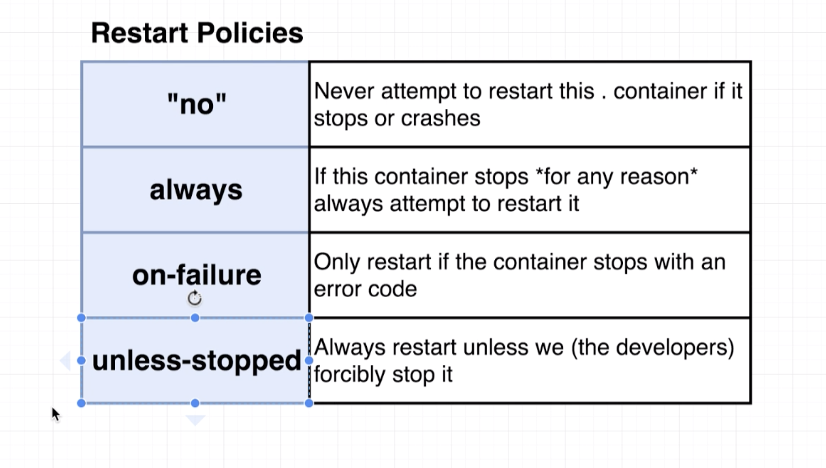 Restart Policies
"no"
Never attempt to restart this . container if it
stops or crashes
always
If this container stops *for any reason*
always attempt to restart it
on-failure
Only restart if the container stops with an
error code
unless-stopped
Always restart unless we (the developers)
forcibly stop it